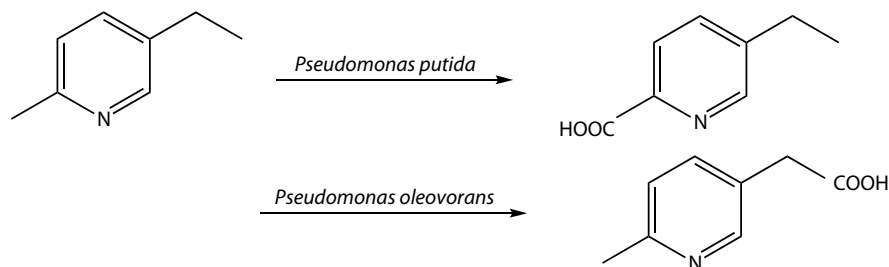 Pseudomonas putida
N
HOOC
N
Pseudomonas oleovorans
COOH
N